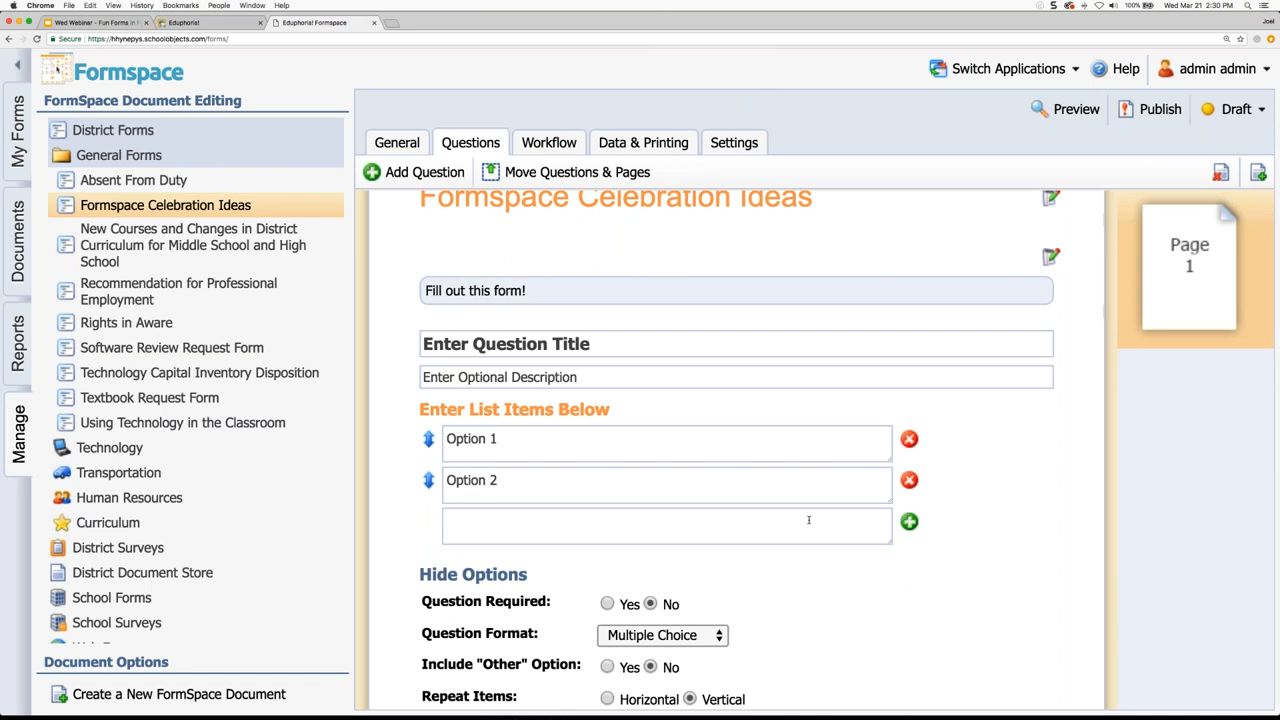 Chrome File Edit View History Bookmarks People Window Help
100% Wed Mar 21 2:30 PM
Wed Webinar - Fun Forms in
Eduphoria!
Eduphoria! Formspace
Joel
Secure https://hhynepys.schoolobjects.com/forms/
Formspace
Switch Applications
Help
admin admin
FormSpace Document Editing
My Forms
Documents
Reports
Manage
District Forms
General Forms
Absent From Duty
Formspace Celebration Ideas
New Courses and Changes in District
Curriculum for Middle School and High
School
Recommendation for Professional
Employment
Rights in Aware
Software Review Request Form
Technology Capital Inventory Disposition
Textbook Request Form
Using Technology in the Classroom
Technology
Transportation
Human Resources
Curriculum
District Surveys
District Document Store
School Forms
School Surveys
Document Options
Create a New FormSpace Document
Preview
Publish
Draft
General
Questions
Workflow
Data & Printing
Settings
Add Question
Move Questions & Pages
Formspace Celebration Ideas
Fill out this form!
Enter Question Title
Enter Optional Description
Enter List Items Below
Option 1
Option 2
Hide Options
Question Required: Yes No
Question Format: Multiple Choice
Include "Other" Option: Yes No
Repeat Items: Horizontal Vertical
Page
1